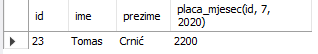 id ime prezime placa_mjesec(id, 7,
2020)
23 Tomas Crnić 2200